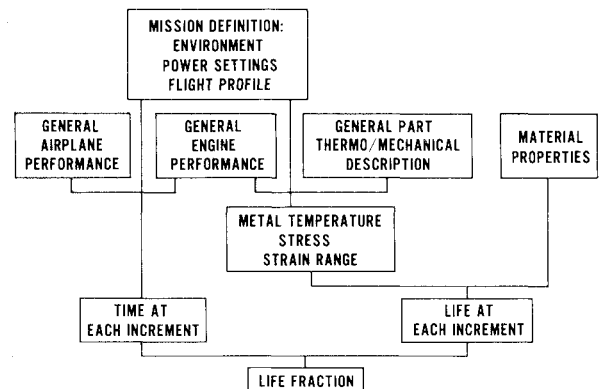 MISSION DEFINITION:
ENVIRONMENT
POWER SETTINGS
FLIGHT PROFILE
GENERAL
AIRPLANE
PERFORMANCE
GENERAL
ENGINE
PERFORMANCE
GENERAL PART
THERMO/MECHANICAL
DESCRIPTION
MATERIAL
PROPERTIES
METAL TEMPERATURE
STRESS
STRAIN RANGE
TIME AT
EACH INCREMENT
LIFE AT
EACH INCREMENT
LIFE FRACTION